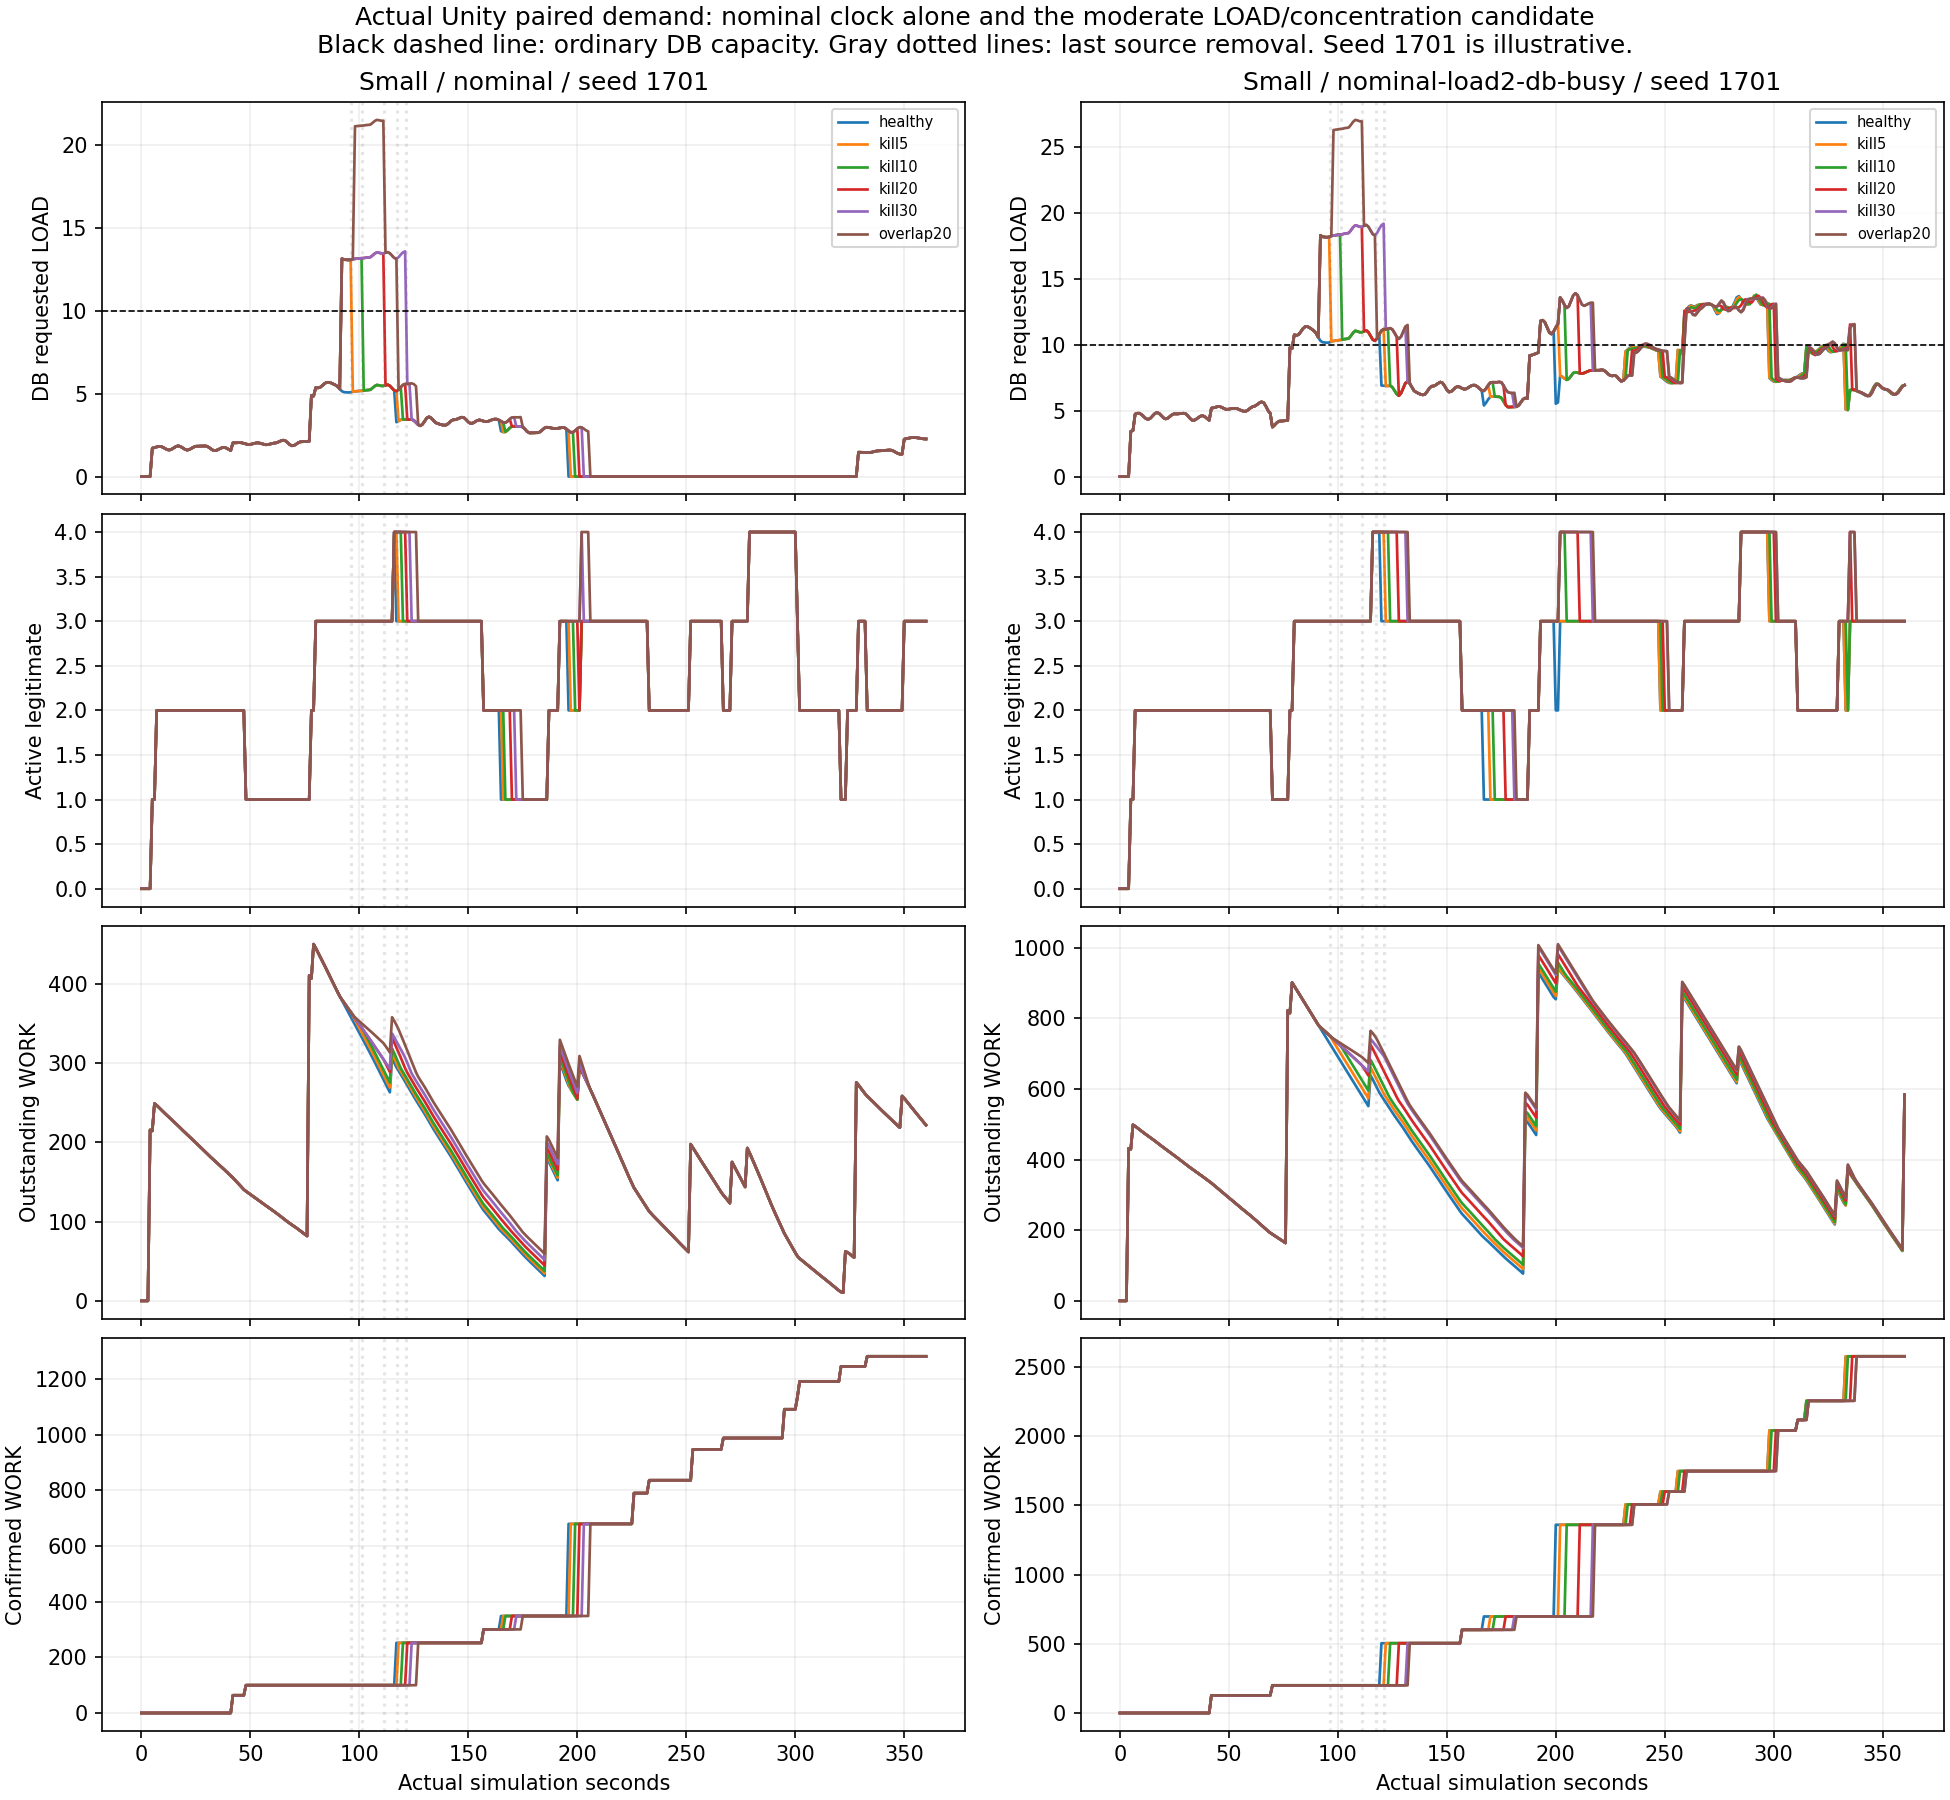 Actual Unity paired demand: nominal clock alone and the moderate LOAD/concentration candidate
Black dashed line: ordinary DB capacity. Gray dotted lines: last source removal. Seed 1701 is illustrative.
Small / nominal / seed 1701
DB requested LOAD
20
15
10
5
0
healthy
kill5
kill10
kill20
kill30
overlap20
Small / nominal-load2-db-busy / seed 1701
DB requested LOAD
25
20
15
10
5
0
healthy
kill5
kill10
kill20
kill30
overlap20
Active legitimate
4.0
3.5
3.0
2.5
2.0
1.5
1.0
0.5
0.0
Active legitimate
4.0
3.5
3.0
2.5
2.0
1.5
1.0
0.5
0.0
Outstanding WORK
400
300
200
100
0
Outstanding WORK
1000
800
600
400
200
0
Confirmed WORK
1200
1000
800
600
400
200
0
0 50 100 150 200 250 300 350
Actual simulation seconds
Confirmed WORK
2500
2000
1500
1000
500
0
0 50 100 150 200 250 300 350
Actual simulation seconds